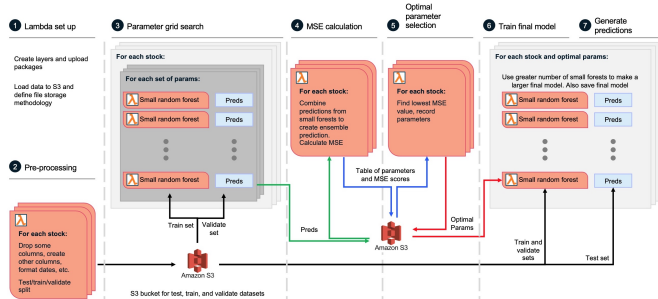 1 Lambda set up
Create layers and upload
packages
Load data to S3 and
define file storage
methodology
2 Pre-processing
For each stock:
Drop some
columns, create
other columns,
format dates, etc.
Test/train/validate
split
3 Parameter grid search
For each stock:
For each set of params:
Small random forest
Preds
Small random forest
Preds
Small random forest
Preds
Train set
Validate
set
Amazon S3
S3 bucket for test, train, and validate datasets
4 MSE calculation
For each stock:
Combine
predictions from
small forests to
create ensemble
prediction.
Calculate MSE
Optimal
parameter
selection
5
For each stock:
Find lowest MSE
value, record
parameters
Table of parameters
and MSE scores
Preds
Amazon S3
Optimal
Params
6 Train final model
7 Generate
predictions
For each stock and optimal params:
Use greater number of small forests to make a
larger final model. Also save final model
Small random forest
Preds
Small random forest
Preds
Small random forest
Preds
Train and
validate
sets
Test set